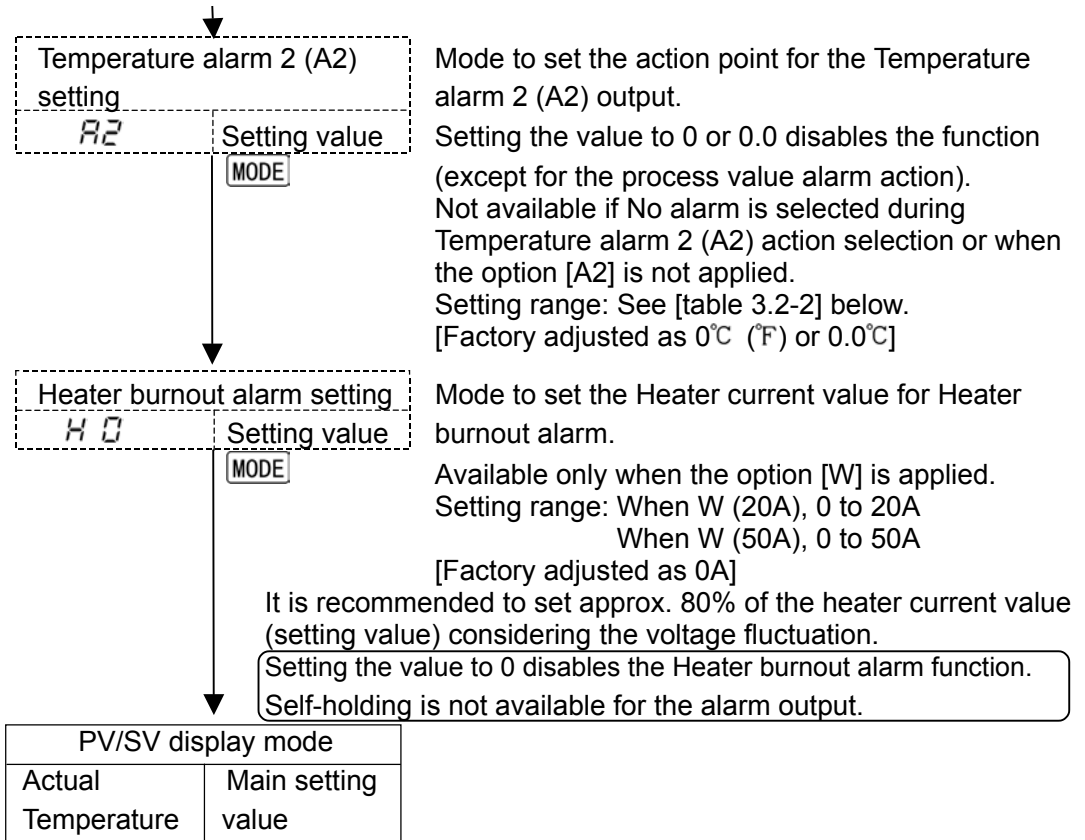 Temperature alarm 2 (A2)
setting
A2 Setting value
MODE
Mode to set the action point for the Temperature
alarm 2 (A2) output.
Setting the value to 0 or 0.0 disables the function
(except for the process value alarm action).
Not available if No alarm is selected during
Temperature alarm 2 (A2) action selection or when
the option [A2] is not applied.
Setting range: See [table 3.2-2] below.
[Factory adjusted as 0℃ (℉) or 0.0℃]
Heater burnout alarm setting
H 0 Setting value
MODE
Mode to set the Heater current value for Heater
burnout alarm.
Available only when the option [W] is applied.
Setting range: When W (20A), 0 to 20A
When W (50A), 0 to 50A
[Factory adjusted as 0A]
It is recommended to set approx. 80% of the heater current value
(setting value) considering the voltage fluctuation.
Setting the value to 0 disables the Heater burnout alarm function.
Self-holding is not available for the alarm output.
PV/SV display mode
Actual Main setting
Temperature value